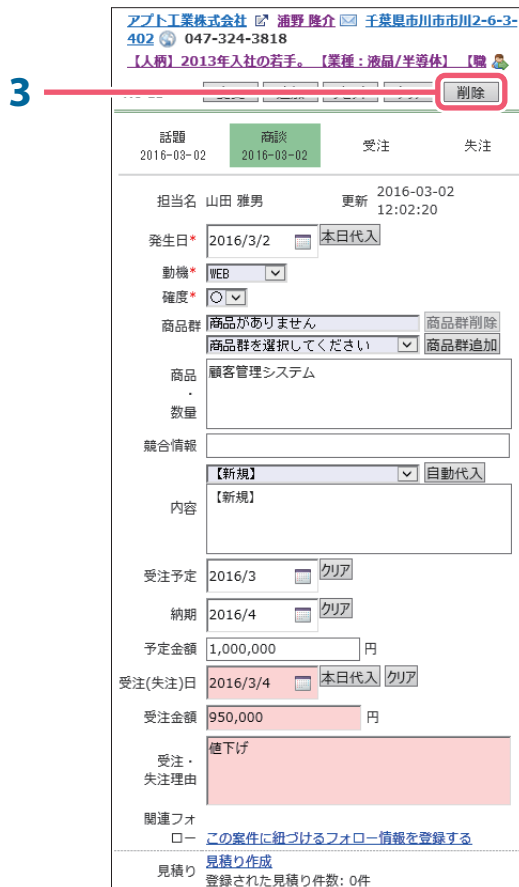 アプト工業株式会社 浦野 隆介 千葉県市川市市川2-6-3-
402 047-324-3818
【人柄】2013年入社の若手。 【業種:液晶/半導体】 【職
3
削除
話題 商談 受注 失注
2016-03-02 2016-03-02
担当名 山田 雅男 更新 2016-03-02
12:02:20
発生日* 2016/3/2 本日代入
動機* WEB
確度* ○
商品群 商品がありません 商品群削除
商品群を選択してください 商品群追加
商品
・
数量
顧客管理システム
競合情報
【新規】 自動代入
内容 【新規】
受注予定 2016/3 クリア
納期 2016/4 クリア
予定金額 1,000,000 円
受注(失注)日 2016/3/4 本日代入 クリア
受注金額 950,000 円
受注・
失注理由
値下げ
関連フォ
ロー この案件に紐づけるフォロー情報を登録する
見積り 見積り作成
登録された見積り件数: 0件